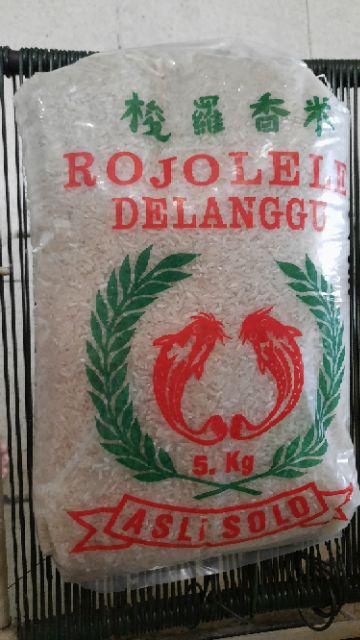 梭羅香米
ROJOLELE
DELANGGU
5. Kg
ASLI SOLO